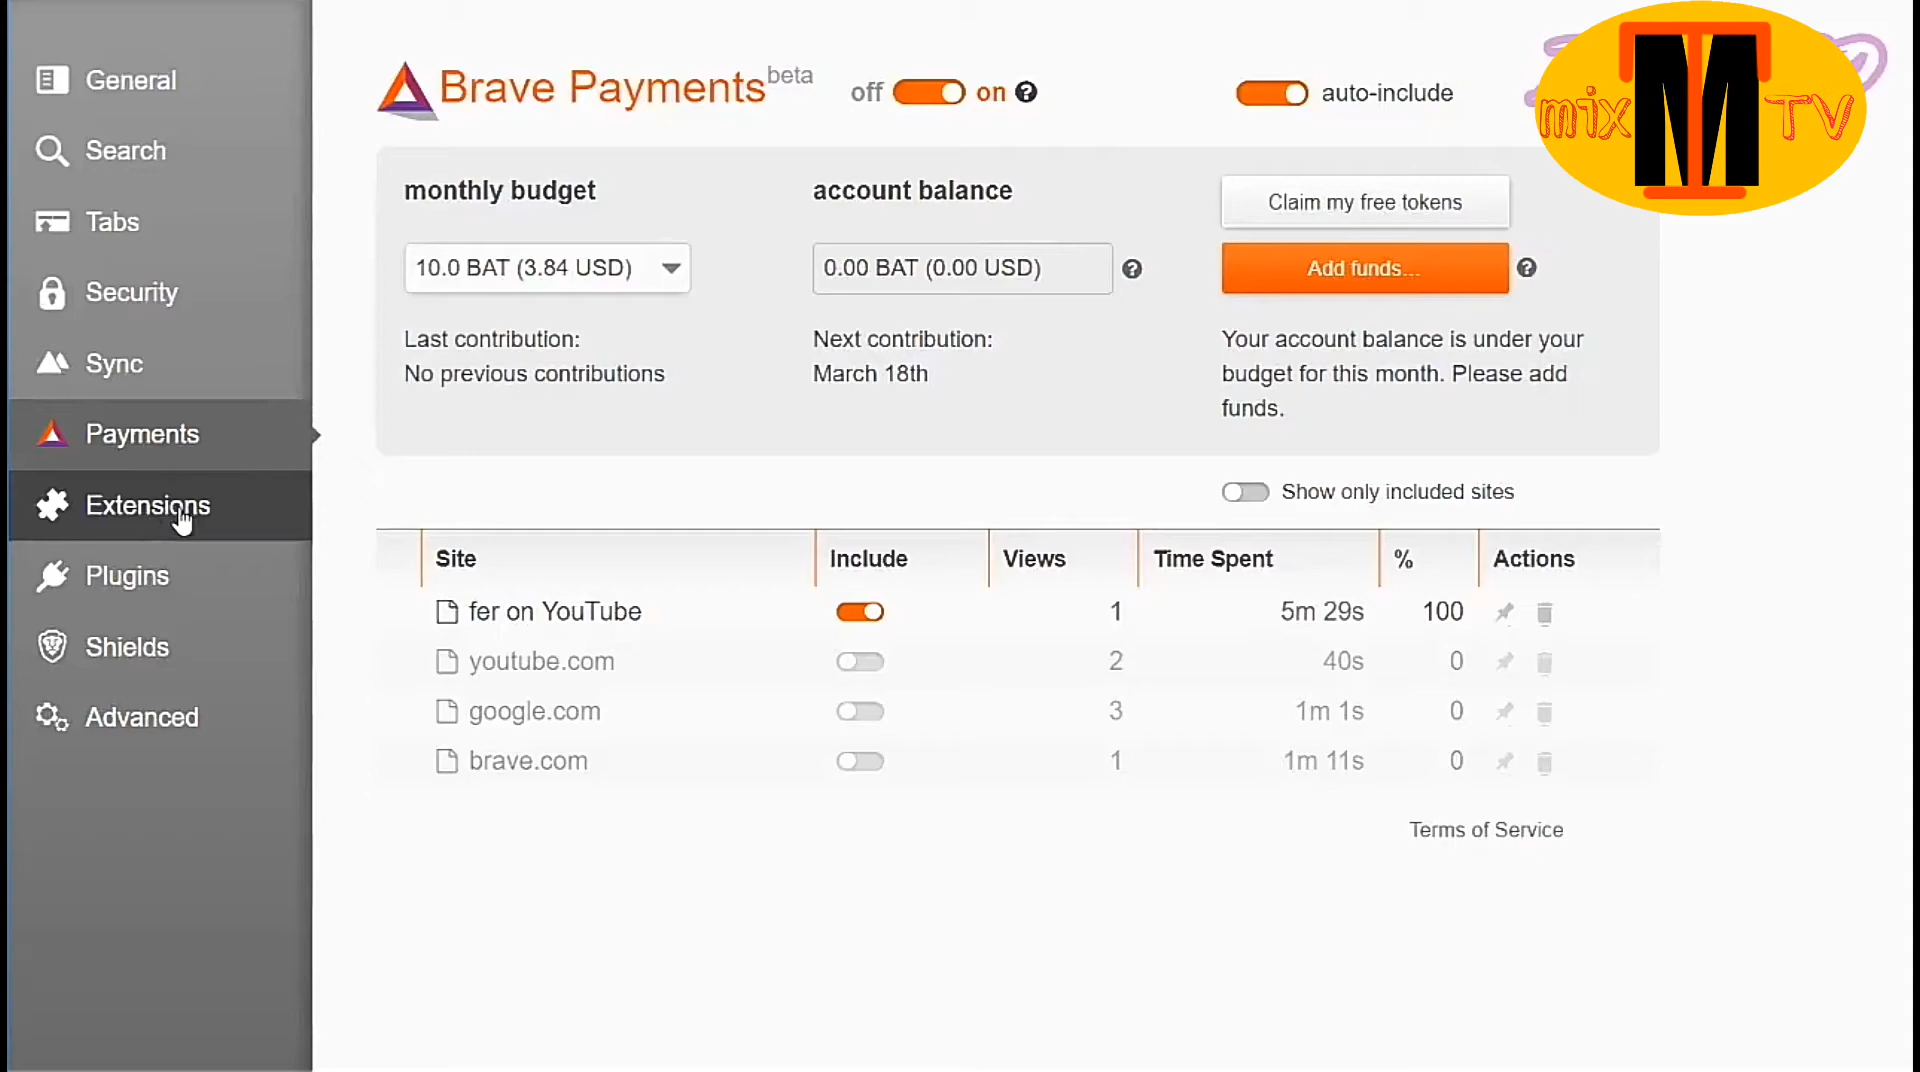 General
Search
Tabs
Security
Sync
Payments
Extensions
Plugins
Shields
Advanced
Brave Payments beta
off on ?
auto-include
mix M TV
monthly budget
10.0 BAT (3.84 USD)
Last contribution:
No previous contributions
account balance
0.00 BAT (0.00 USD) ?
Next contribution:
March 18th
Claim my free tokens
Add funds... ?
Your account balance is under your
budget for this month. Please add
funds.
Show only included sites
Site Include Views Time Spent % Actions
fer on YouTube 1 5m 29s 100
youtube.com 2 40s 0
google.com 3 1m 1s 0
brave.com 1 1m 11s 0
Terms of Service